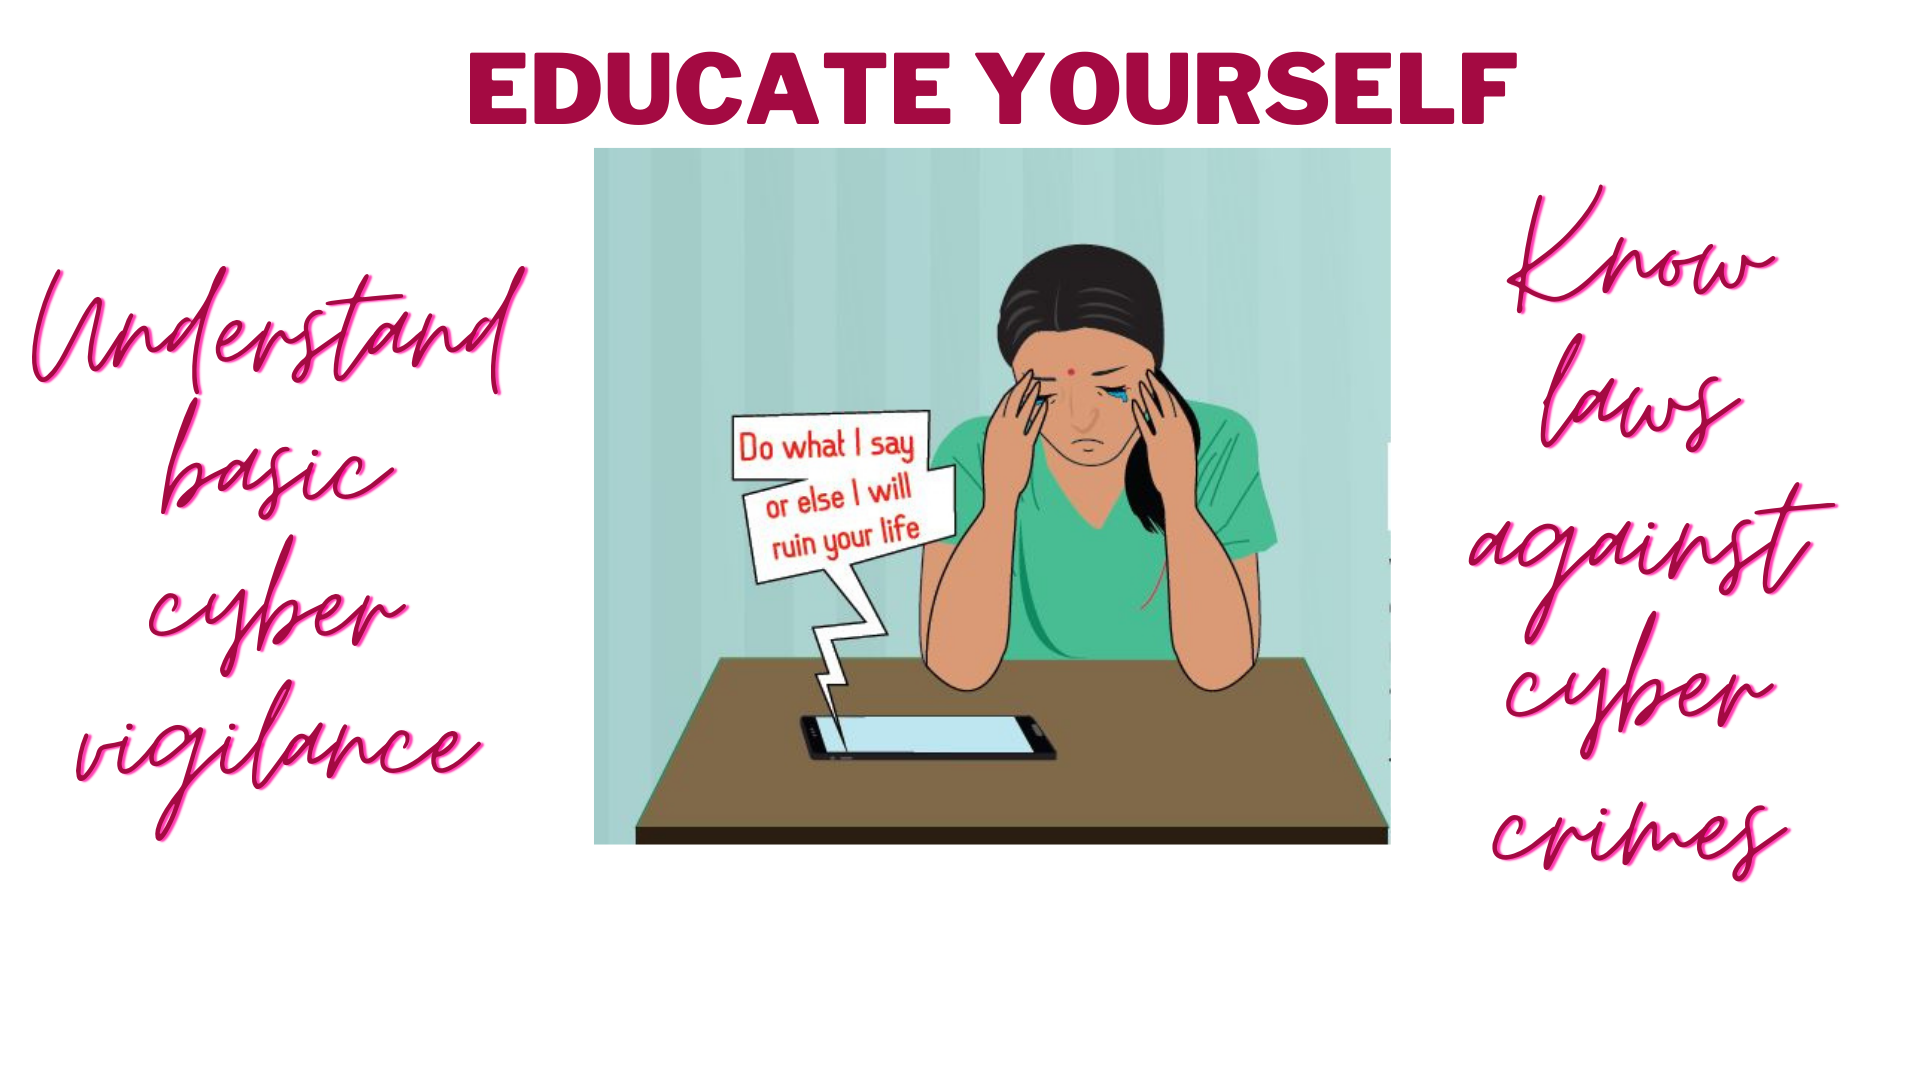 EDUCATE YOURSELF
Understand
basic
cyber
vigilance
Do what I say
or else I will
ruin your life
Know
laws
against
cyber
crimes